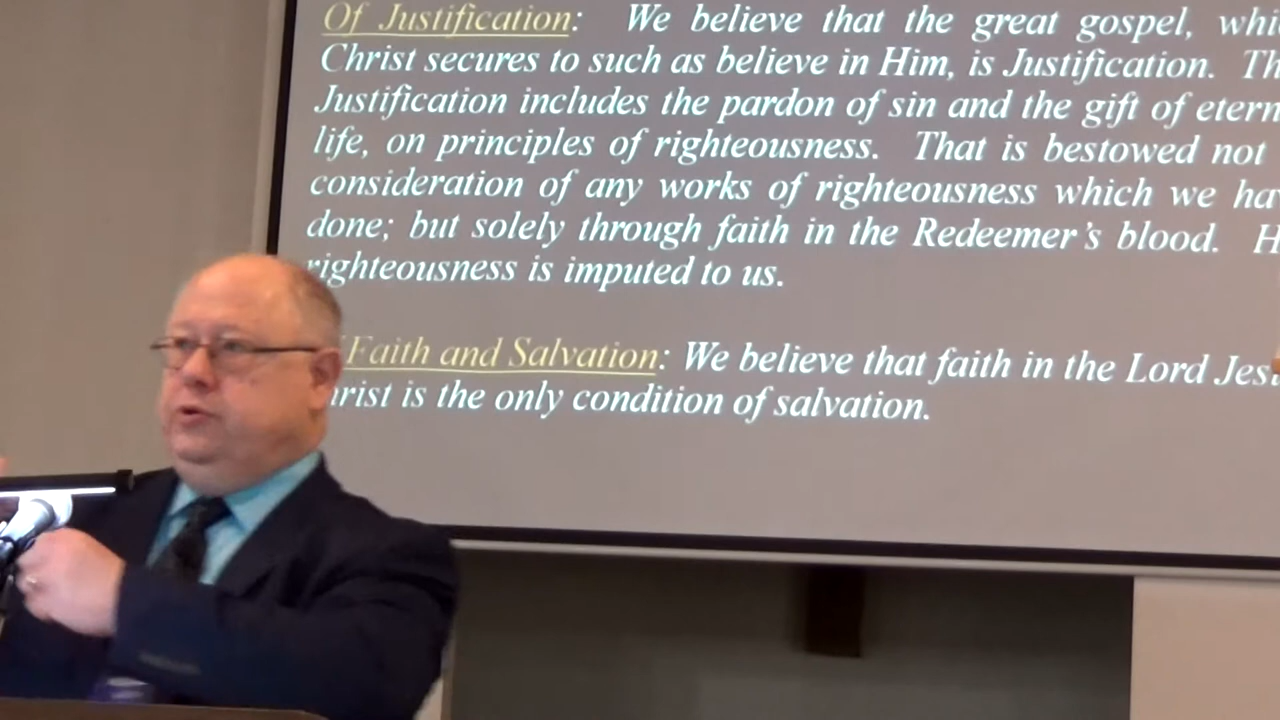 Of Justification: We believe that the great gospel, whi
Christ secures to such as believe in Him, is Justification. Th
Justification includes the pardon of sin and the gift of etern
life, on principles of righteousness. That is bestowed not
consideration of any works of righteousness which we ha
done; but solely through faith in the Redeemer's blood. H
righteousness is imputed to us.
Faith and Salvation: We believe that faith in the Lord Jes
hrist is the only condition of salvation.